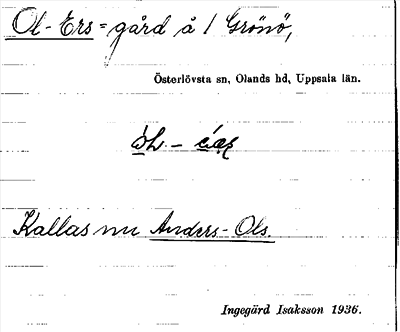 Ol-Ers=gård å 1 Grönö,
Österlövsta sn, Olands hd, Uppsala län.
Kallas nu Anders-Ols.
Ingegärd Isaksson 1936.